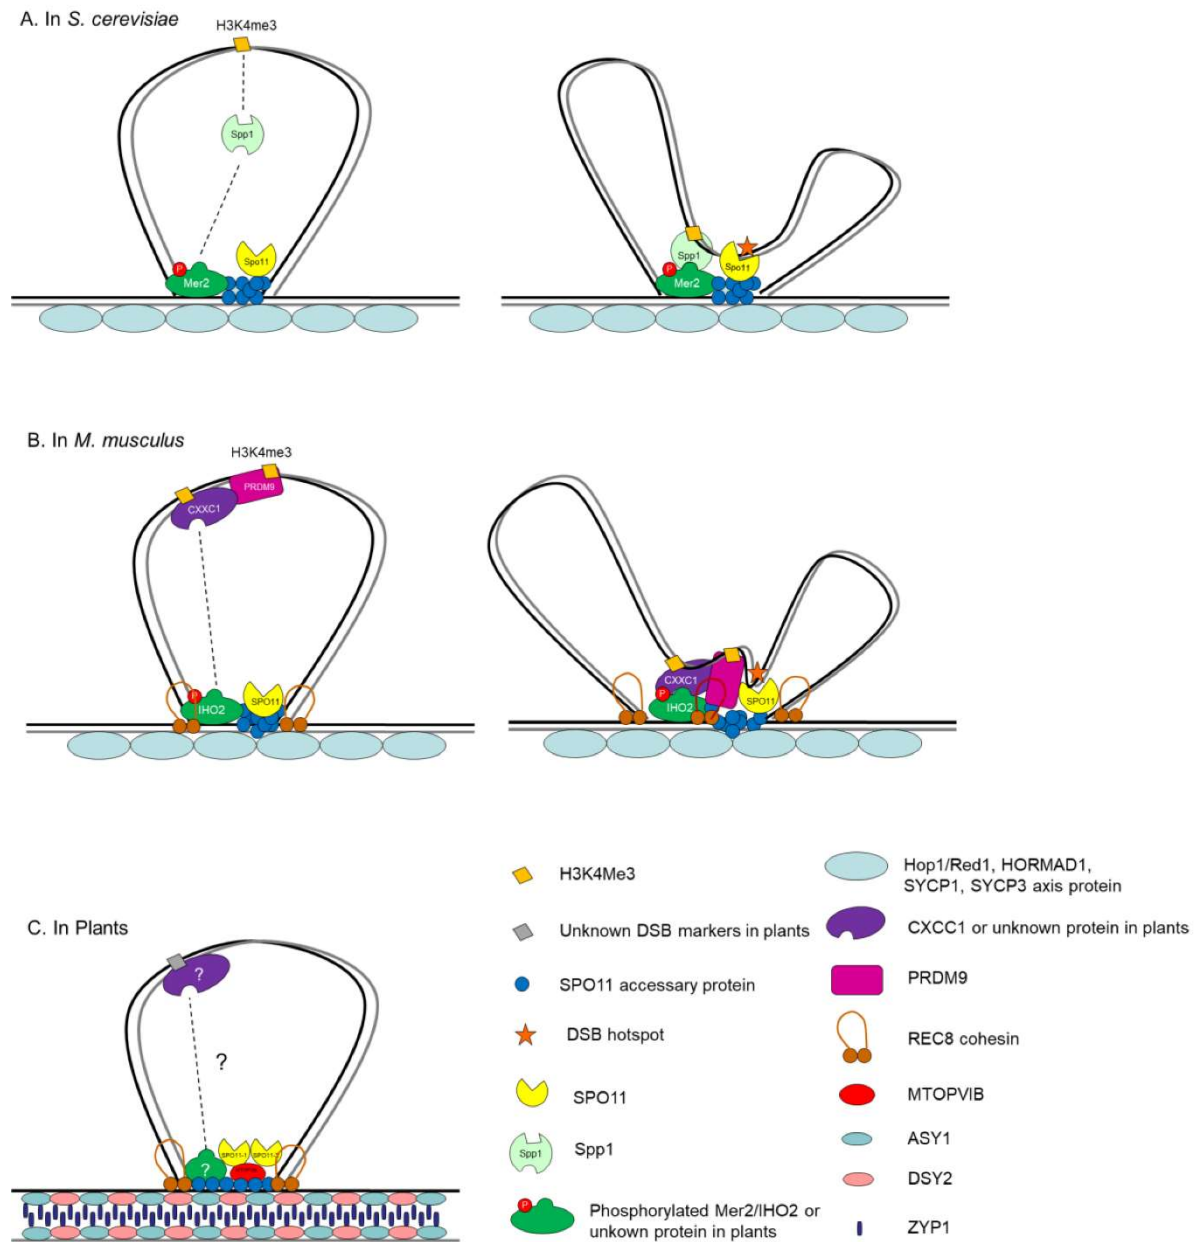 A. In S. cerevisiae
H3K4me3
Spp1
Spo11
P
Mer2
Spp1
P
Mer2
Spo11
B. In M. musculus
H3K4me3
PRDM9
CXXC1
P
IHO2
SPO11
CXXC1
P
IHO2
SPO11
C. In Plants
?
?
?
SPO11-1
H3K4Me3
Unknown DSB markers in plants
SPO11 accessary protein
DSB hotspot
SPO11
Spp1
Spp1
P
Phosphorylated Mer2/IHO2 or
unkown protein in plants
Hop1/Red1, HORMAD1,
SYCP1, SYCP3 axis protein
CXCC1 or unknown protein in plants
PRDM9
REC8 cohesin
MTOPVIB
ASY1
DSY2
ZYP1